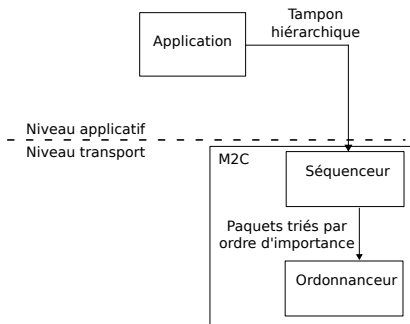 Tampon
hiérarchique
Application
Niveau applicatif
Niveau transport
M2C
Séquenceur
Paquets triés par
ordre d'importance
Ordonnanceur